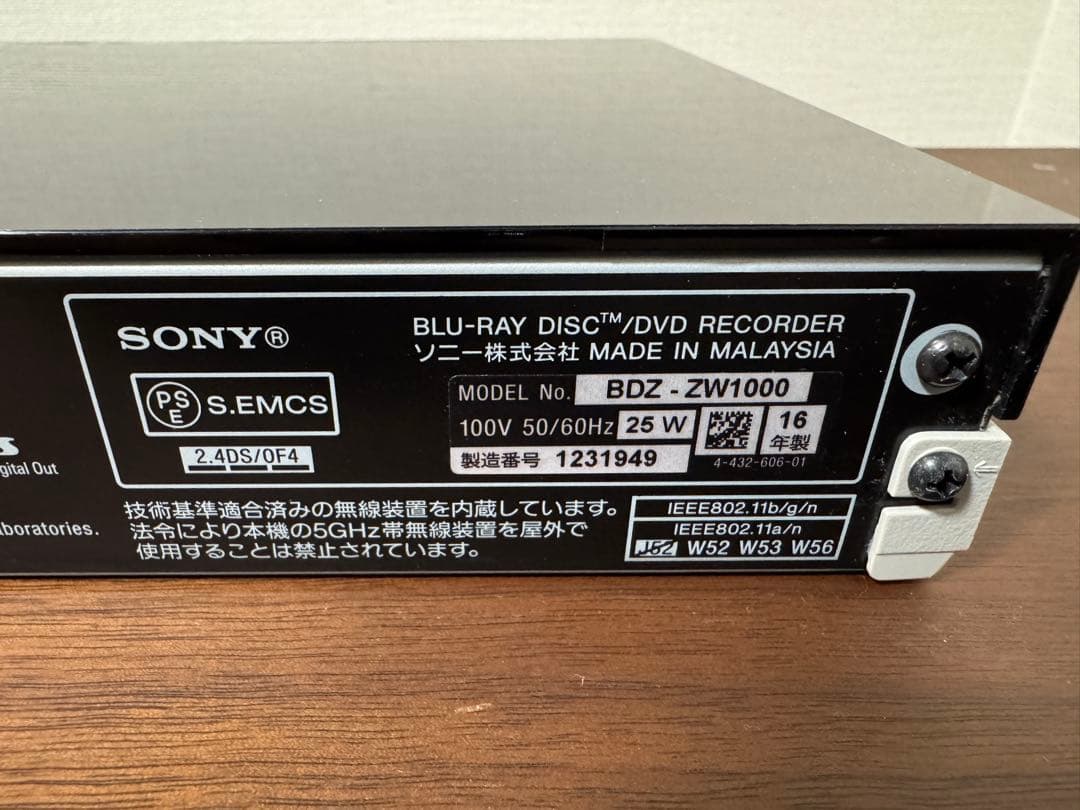 SONY®
BLU-RAY DISC™/DVD RECORDER
ソニー株式会社 MADE IN MALAYSIA
PSE S.EMCS
MODEL No. BDZ - ZW1000
100V 50/60Hz 25 W
16年製
製造番号 1231949
4-432-606-01
2.4DS/OF4
igital Out
aboratories.
技術基準適合済みの無線装置を内蔵しています。
法令により本機の5GHz帯無線装置を屋外で
使用することは禁止されています。
IEEE802.11b/g/n
IEEE802.11a/n
J52 W52 W53 W56